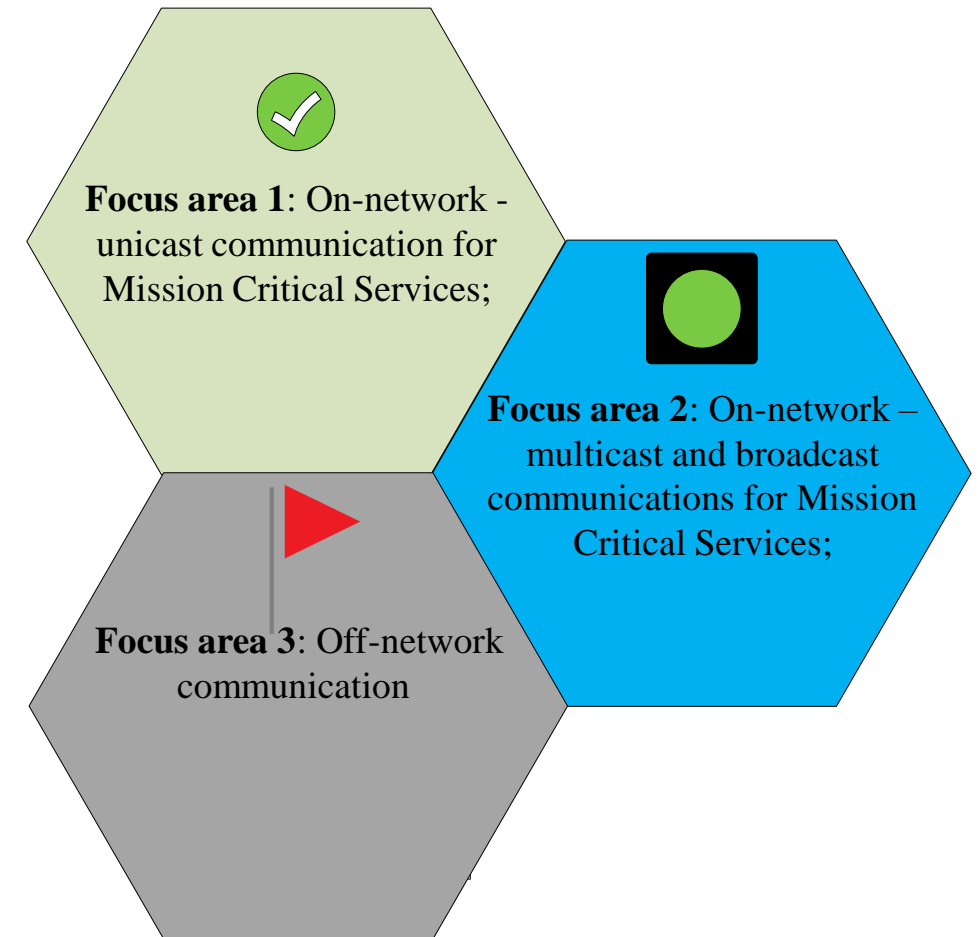 Focus area 1: On-network -
unicast communication for
Mission Critical Services;
Focus area 2: On-network –
multicast and broadcast
communications for Mission
Critical Services;
Focus area 3: Off-network
communication